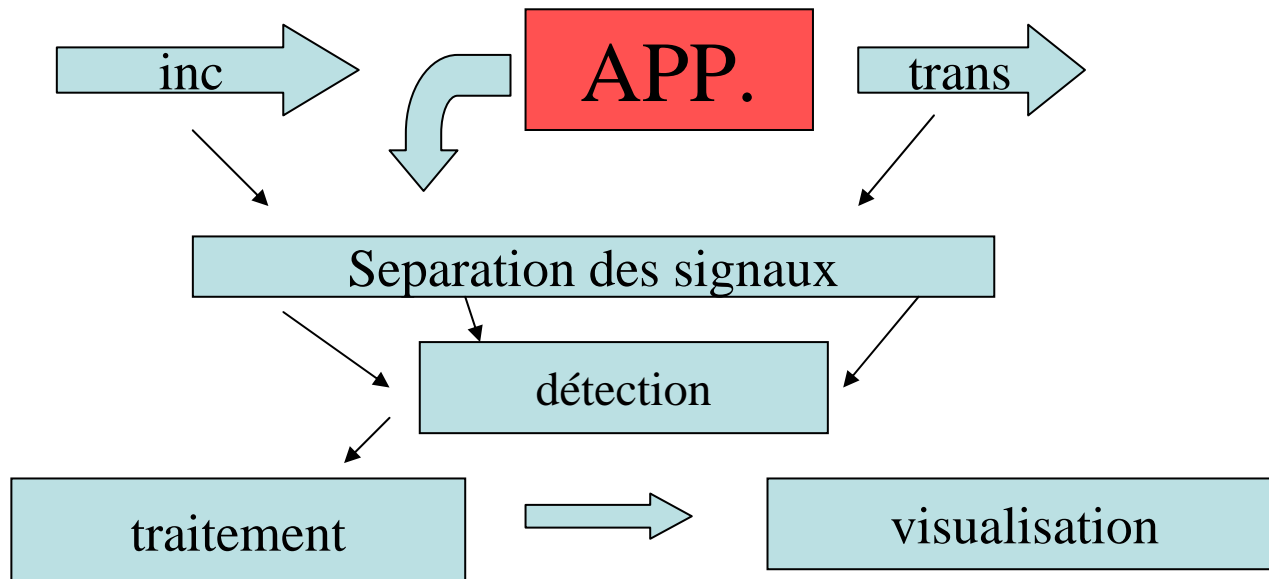 inc
APP.
trans
Separation des signaux
détection
traitement
visualisation